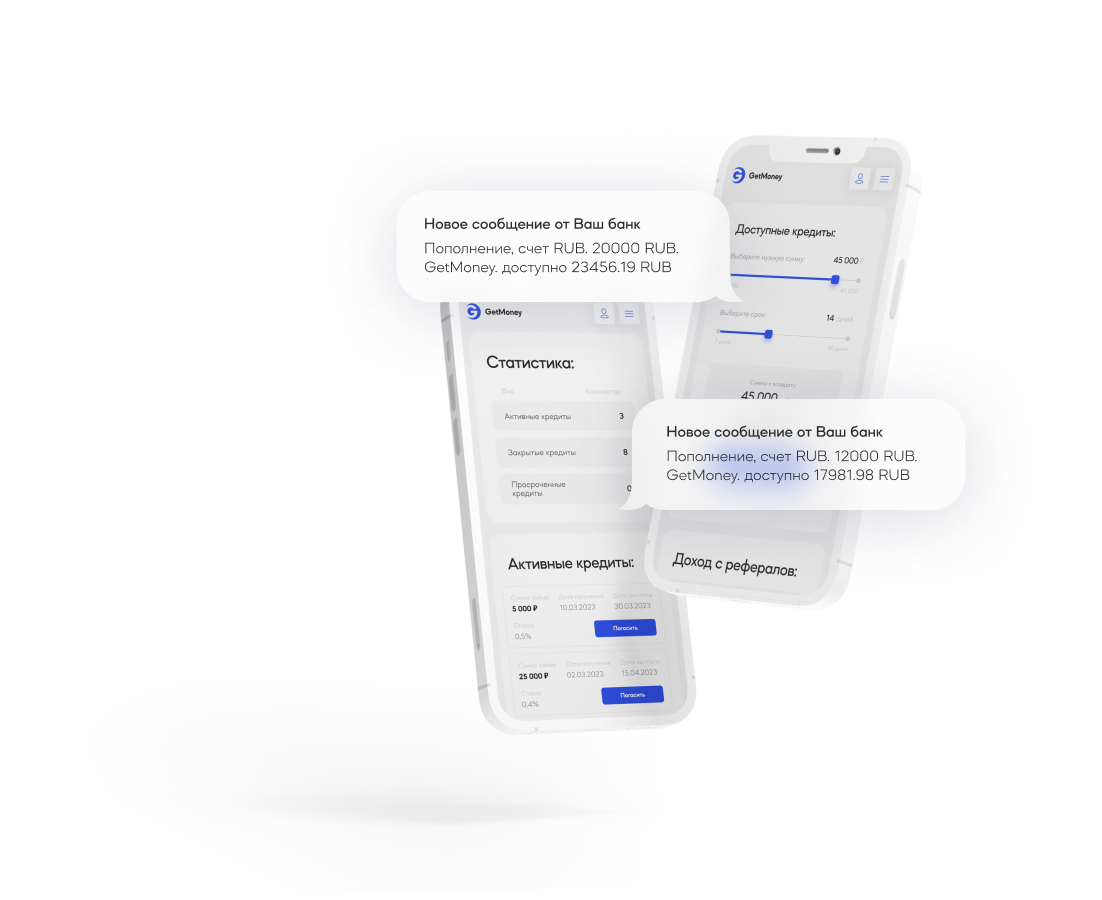 Новое сообщение от Ваш банк
Пополнение, счет RUB. 20000 RUB.
GetMoney. доступно 23456.19 RUB
GetMoney
Доступные кредиты:
Выберите нужную сумму:
45 000 ₽
45 000
Выберите срок:
14 дней
7 дней
30 дней
Сумма к возврату:
45 000
Новое сообщение от Ваш банк
Пополнение, счет RUB. 12000 RUB.
GetMoney. доступно 17981.98 RUB
Доход с рефералов:
GetMoney
Статистика:
Количество
Активные кредиты 3
Закрытые кредиты 8
Просроченные
кредиты
0
Активные кредиты:
Сумма займа Дата получения Дата выплаты
5 000 ₽ 10.03.2023 30.03.2023
Ставка
0,5%
Погасить
Сумма займа Дата получения Дата выплаты
25 000 ₽ 02.03.2023 15.04.2023
Ставка
0,4%
Погасить